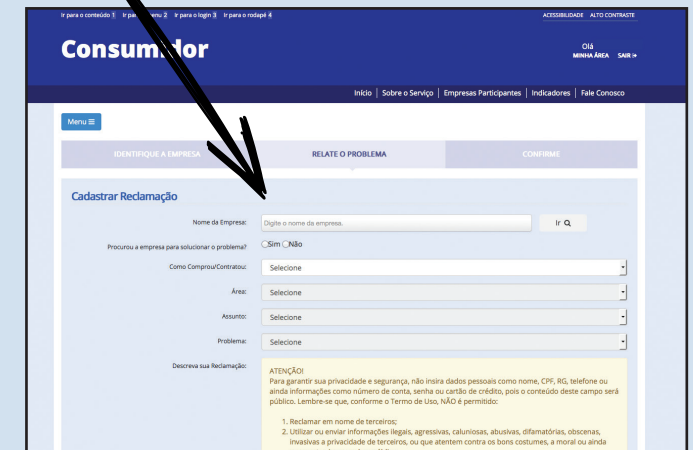 Ir para o conteúdo 1 Ir para enu 2 Ir para o login 3 Ir para o rodapé 4 ACESSIBILIDADE ALTO CONTRASTE
Consumidor
Olá
MINHA ÁREA SAIR
Início | Sobre o Serviço | Empresas Participantes | Indicadores | Fale Conosco
Menu
IDENTIFIQUE A EMPRESA RELATE O PROBLEMA CONFIRME
Cadastrar Reclamação
Nome da Empresa: Digite o nome da empresa. Ir
Procurou a empresa para solucionar o problema? Sim Não
Como Comprou/Contratou: Selecione
Área: Selecione
Assunto: Selecione
Problema: Selecione
Descreva sua Reclamação: ATENÇÃO!
Para garantir sua privacidade e segurança, não insira dados pessoais como nome, CPF, RG, telefone ou
ainda informações como número de conta, senha ou cartão de crédito, pois o conteúdo deste campo será
público. Lembre-se que, conforme o Termo de Uso, NÃO é permitido:
1. Reclamar em nome de terceiros;
2. Utilizar ou enviar informações ilegais, agressivas, caluniosas, abusivas, difamatórias, obscenas,
invasivas a privacidade de terceiros, ou que atentem contra os bons costumes, a moral ou ainda